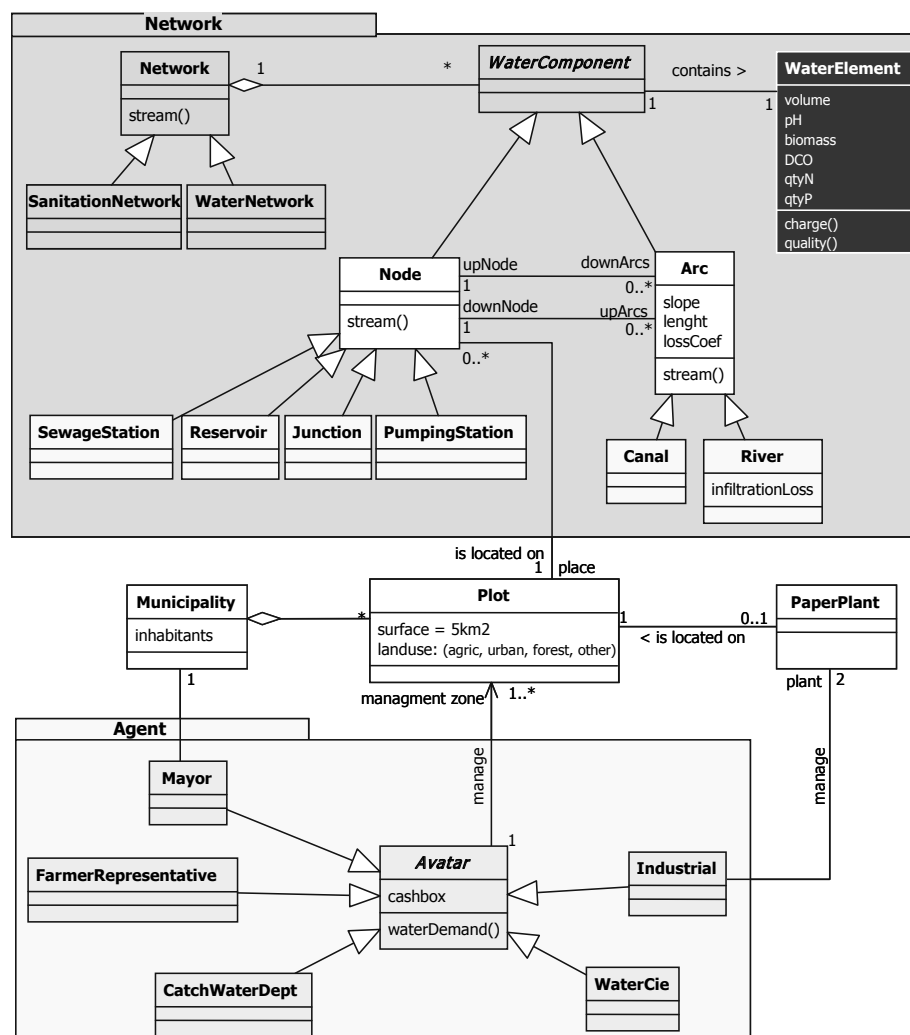 Network
Network
1
*
stream()
WaterComponent
contains >
1
1
WaterElement
volume
pH
biomass
DCO
qtyN
qtyP
charge()
quality()
SanitationNetwork
WaterNetwork
Node
stream()
upNode
1
downArcs
0..*
downNode
1
upArcs
0..*
0..*
Arc
slope
lenght
lossCoef
stream()
SewageStation
Reservoir
Junction
PumpingStation
Canal
River
infiltrationLoss
is located on
1
place
Municipality
inhabitants
*
Plot
surface = 5km2
landuse: (agric, urban, forest, other)
1
0..1
< is located on
PaperPlant
1
managment zone
1..*
plant
2
Agent
manage
manage
Mayor
1
FarmerRepresentative
Avatar
cashbox
waterDemand()
Industrial
CatchWaterDept
WaterCie